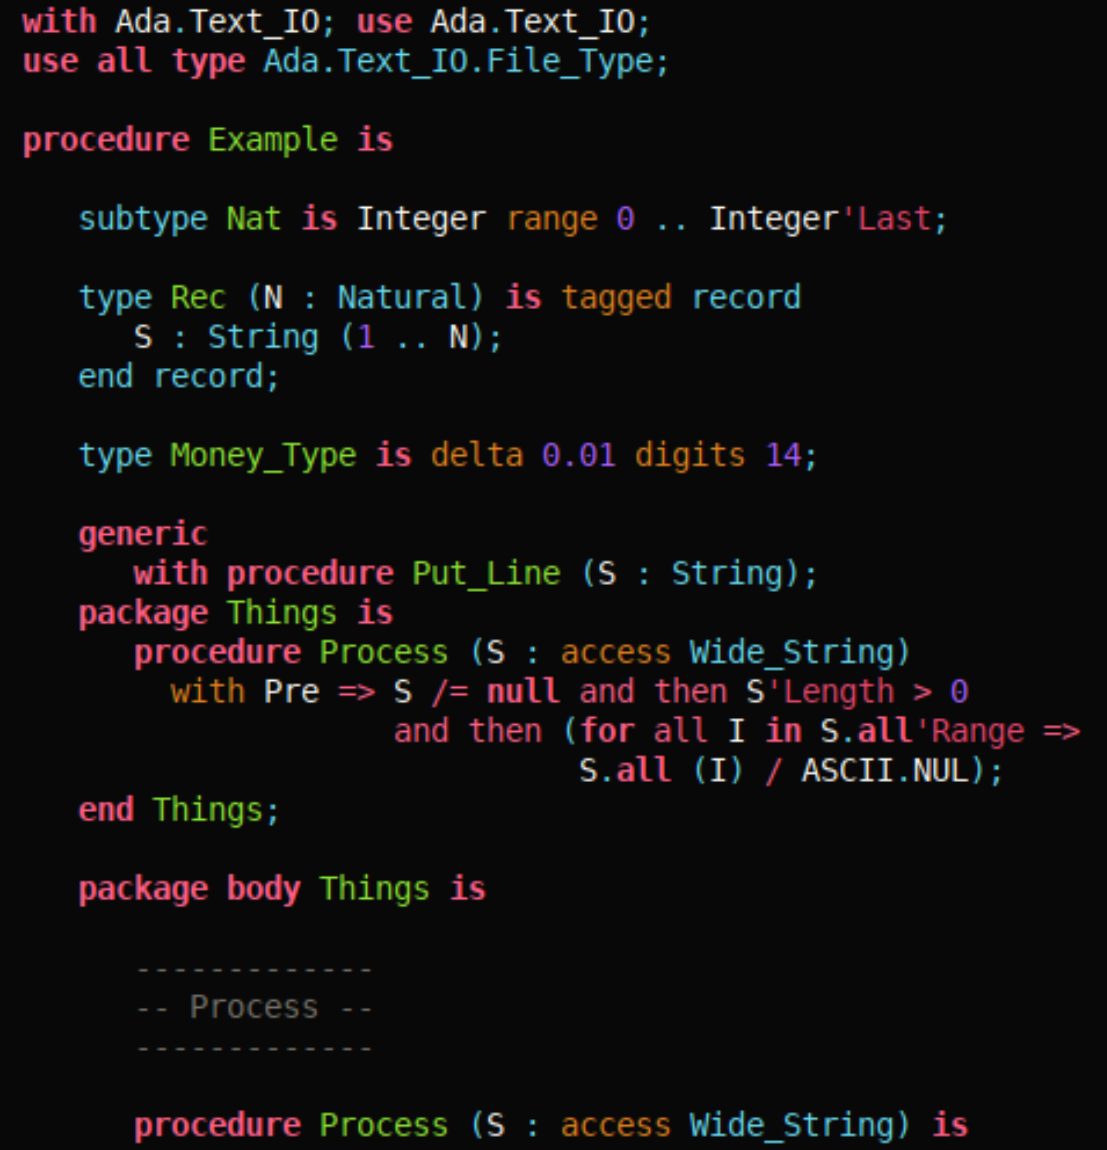 with Ada.Text_IO; use Ada.Text_IO;
use all type Ada.Text_IO.File_Type;
procedure Example is
subtype Nat is Integer range 0 .. Integer'Last;
type Rec (N : Natural) is tagged record
S : String (1 .. N);
end record;
type Money_Type is delta 0.01 digits 14;
generic
with procedure Put_Line (S : String);
package Things is
procedure Process (S : access Wide_String)
with Pre => S /= null and then S'Length > 0
and then (for all I in S.all'Range =>
S.all (I) / ASCII.NUL);
end Things;
package body Things is
-------------
-- Process --
-------------
procedure Process (S : access Wide_String) is